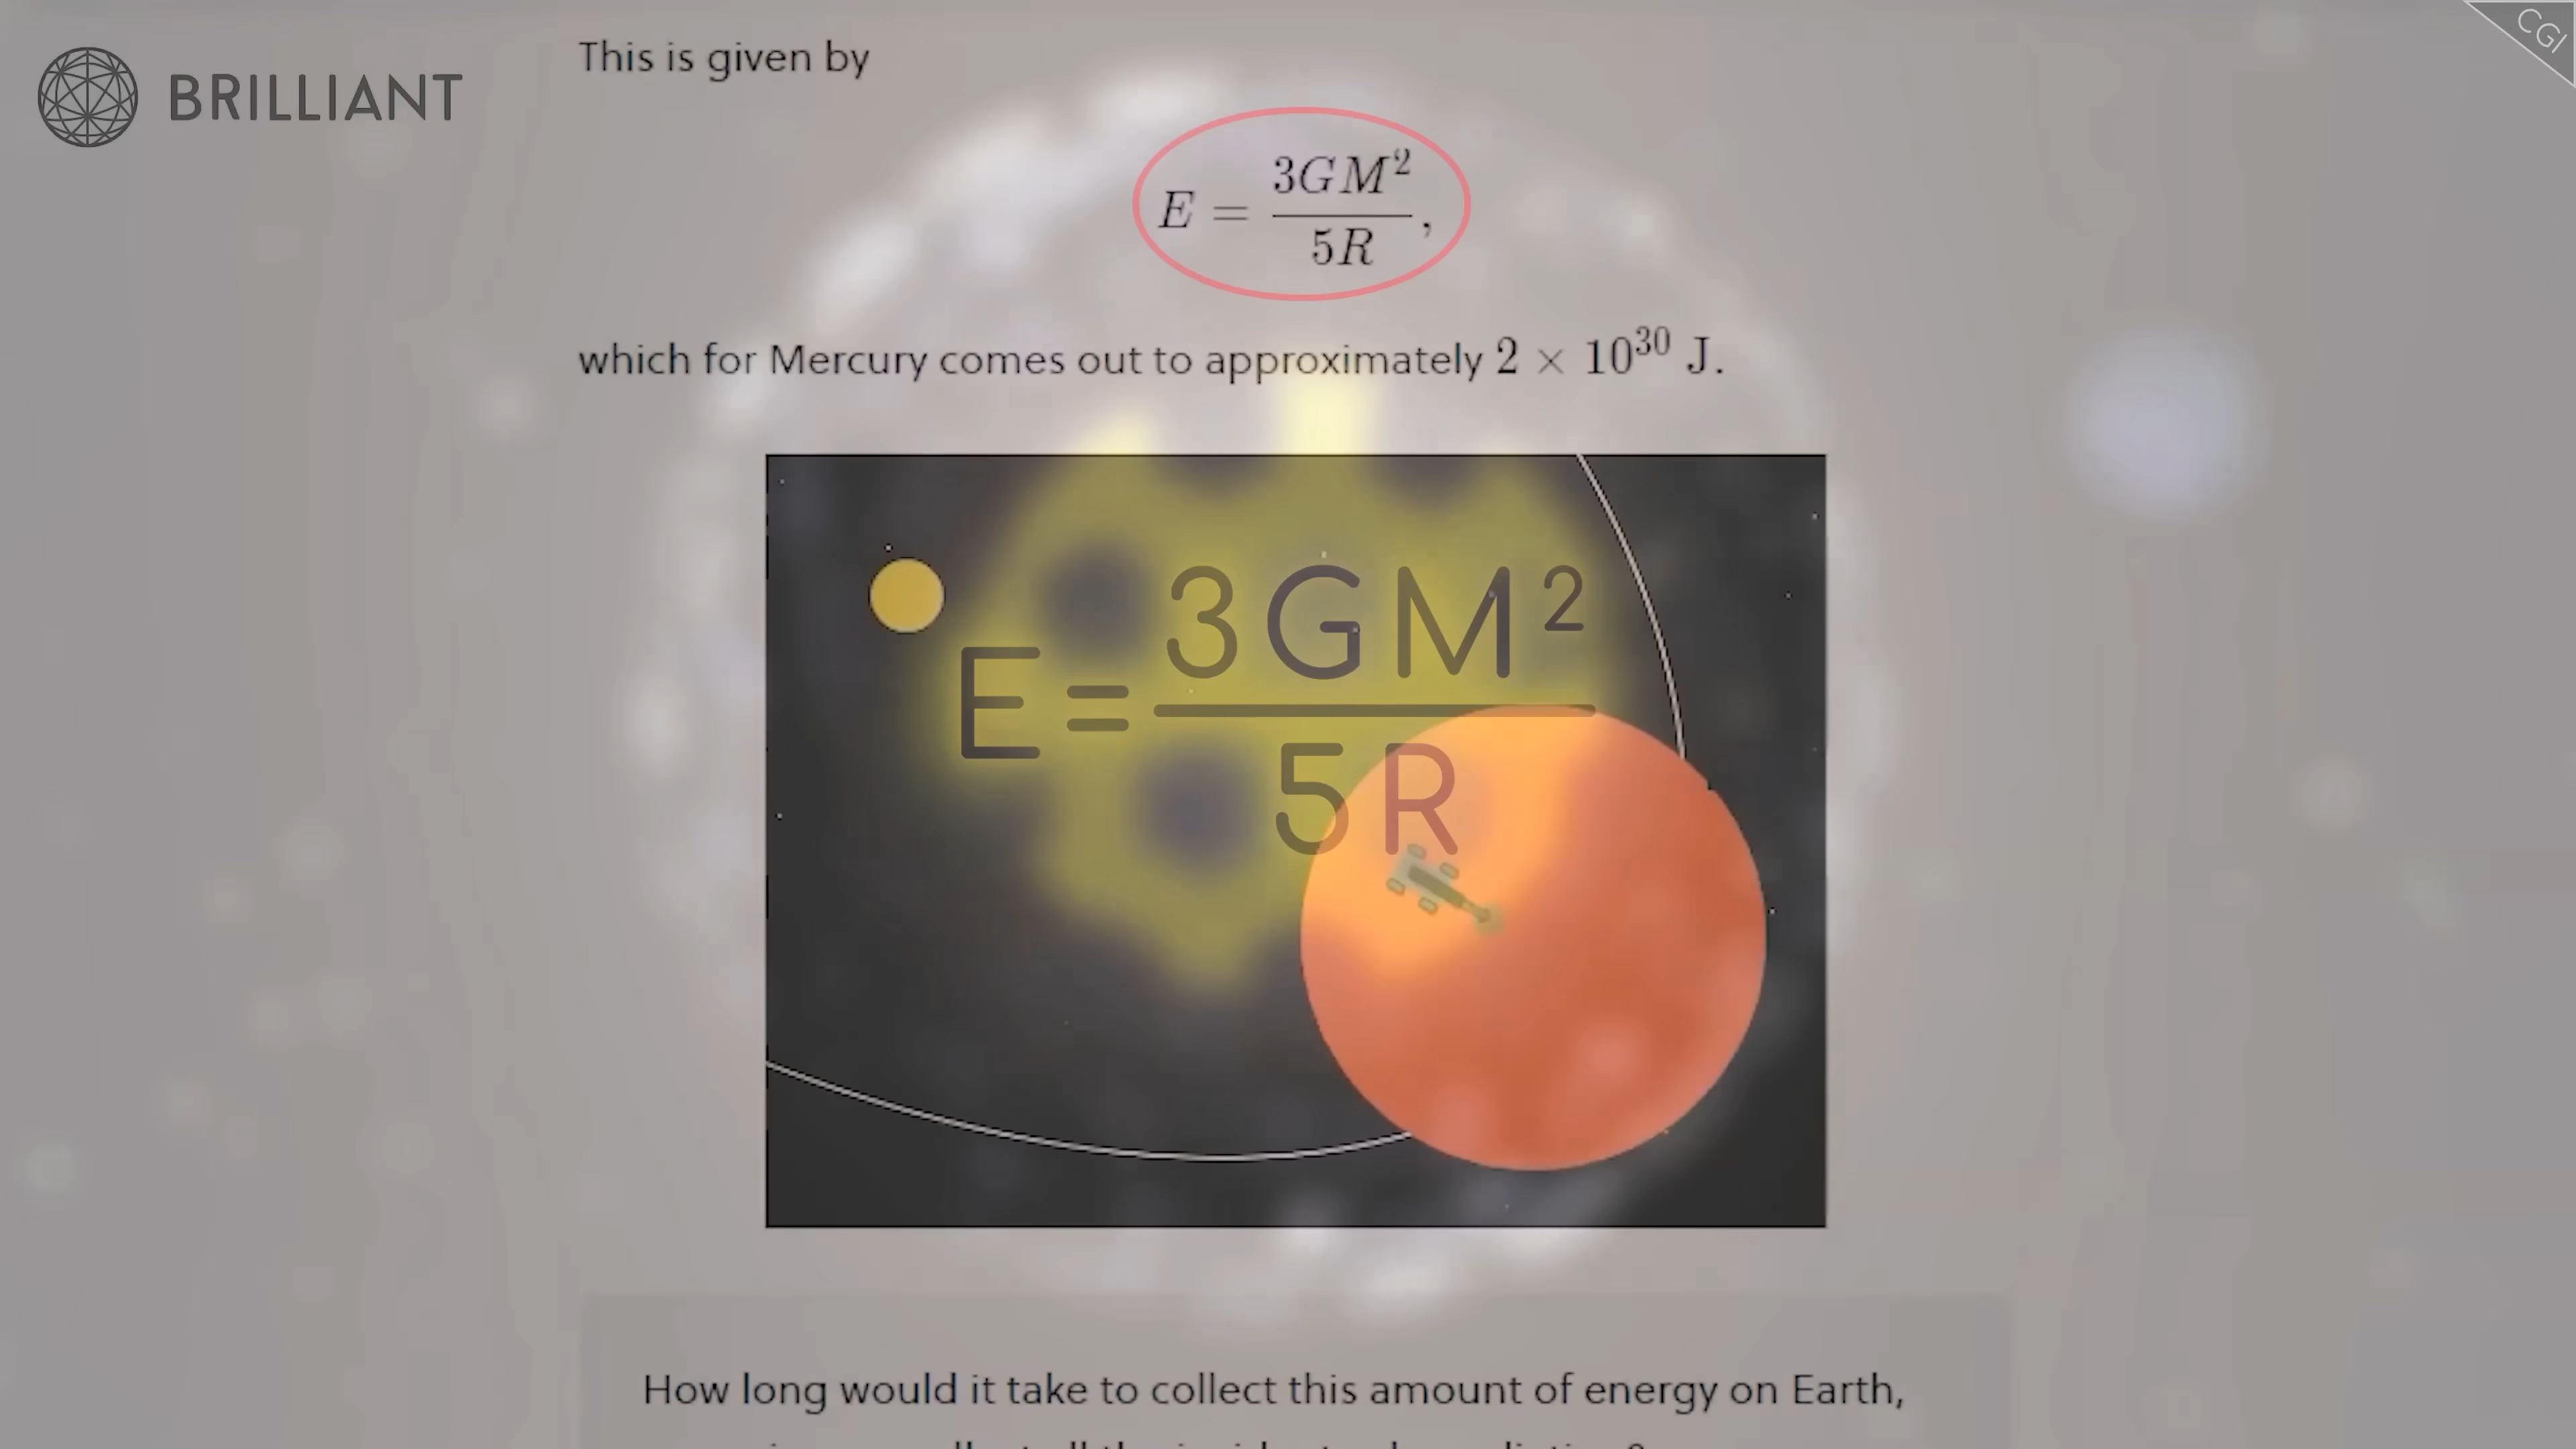 BRILLIANT
CGI
This is given by
E = 3GM²
5R,
which for Mercury comes out to approximately 2 × 10³⁰ J.
E = 3GM²
5R
How long would it take to collect this amount of energy on Earth,